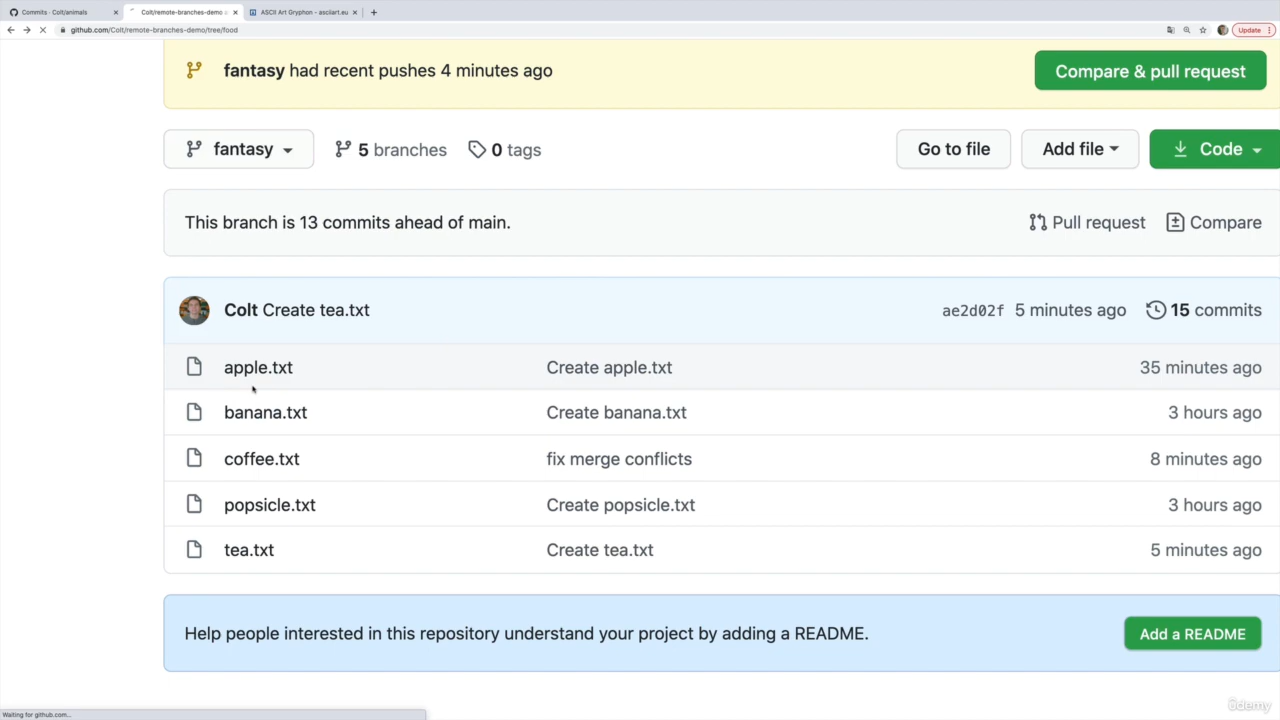 Commits · Colt/animals
Colt/remote-branches-demo a
ASCII Art Gryphon - asciiart.eu
github.com/Colt/remote-branches-demo/tree/food
Update
fantasy had recent pushes 4 minutes ago
Compare & pull request
fantasy
5 branches
0 tags
Go to file
Add file
Code
This branch is 13 commits ahead of main.
Pull request
Compare
Colt Create tea.txt
ae2d02f 5 minutes ago
15 commits
apple.txt Create apple.txt 35 minutes ago
banana.txt Create banana.txt 3 hours ago
coffee.txt fix merge conflicts 8 minutes ago
popsicle.txt Create popsicle.txt 3 hours ago
tea.txt Create tea.txt 5 minutes ago
Help people interested in this repository understand your project by adding a README.
Add a README
Waiting for github.com...
ûdemy